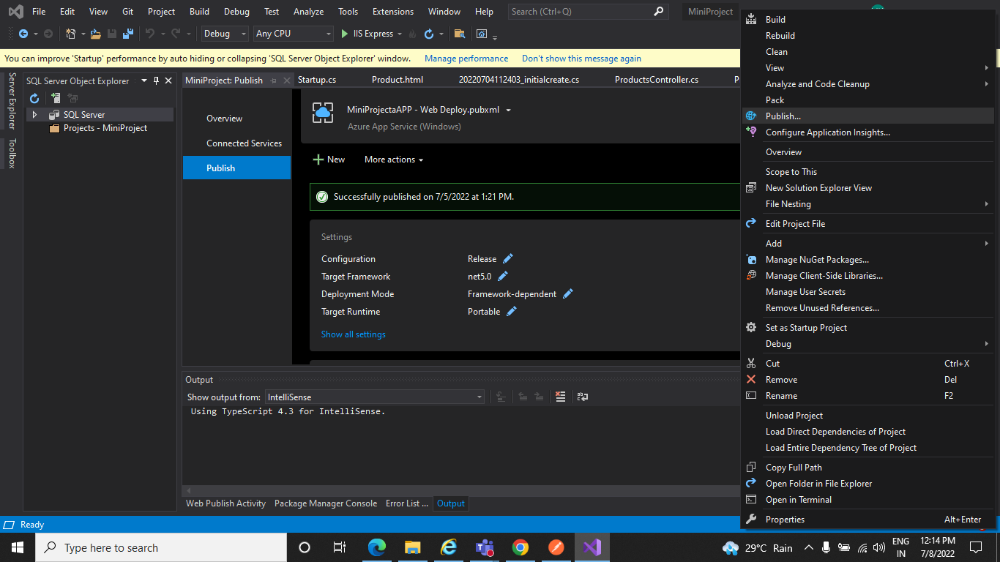 File Edit View Git Project Build Debug Test Analyze Tools Extensions Window Help Search (Ctrl+Q) MiniProject
Debug Any CPU IIS Express
You can improve 'Startup' performance by auto hiding or collapsing 'SQL Server Object Explorer' window. Manage performance Don't show this message again
Server Explorer
Toolbox
SQL Server Object Explorer
SQL Server
Projects - MiniProject
MiniProject: Publish Startup.cs Product.html 20220704112403_initialcreate.cs ProductsController.cs P
Overview
Connected Services
Publish
MiniProjectaAPP - Web Deploy.pubxml
Azure App Service (Windows)
New More actions
Successfully published on 7/5/2022 at 1:21 PM.
Settings
Configuration Release
Target Framework net5.0
Deployment Mode Framework-dependent
Target Runtime Portable
Show all settings
Output
Show output from: IntelliSense
Using TypeScript 4.3 for IntelliSense.
Web Publish Activity Package Manager Console Error List ... Output
Build
Rebuild
Clean
View
Analyze and Code Cleanup
Pack
Publish...
Configure Application Insights...
Overview
Scope to This
New Solution Explorer View
File Nesting
Edit Project File
Add
Manage NuGet Packages...
Manage Client-Side Libraries...
Manage User Secrets
Remove Unused References...
Set as Startup Project
Debug
Cut Ctrl+X
Remove Del
Rename F2
Unload Project
Load Direct Dependencies of Project
Load Entire Dependency Tree of Project
Copy Full Path
Open Folder in File Explorer
Open in Terminal
Properties Alt+Enter
Ready
Type here to search
29°C Rain
ENG
IN
12:14 PM
7/8/2022